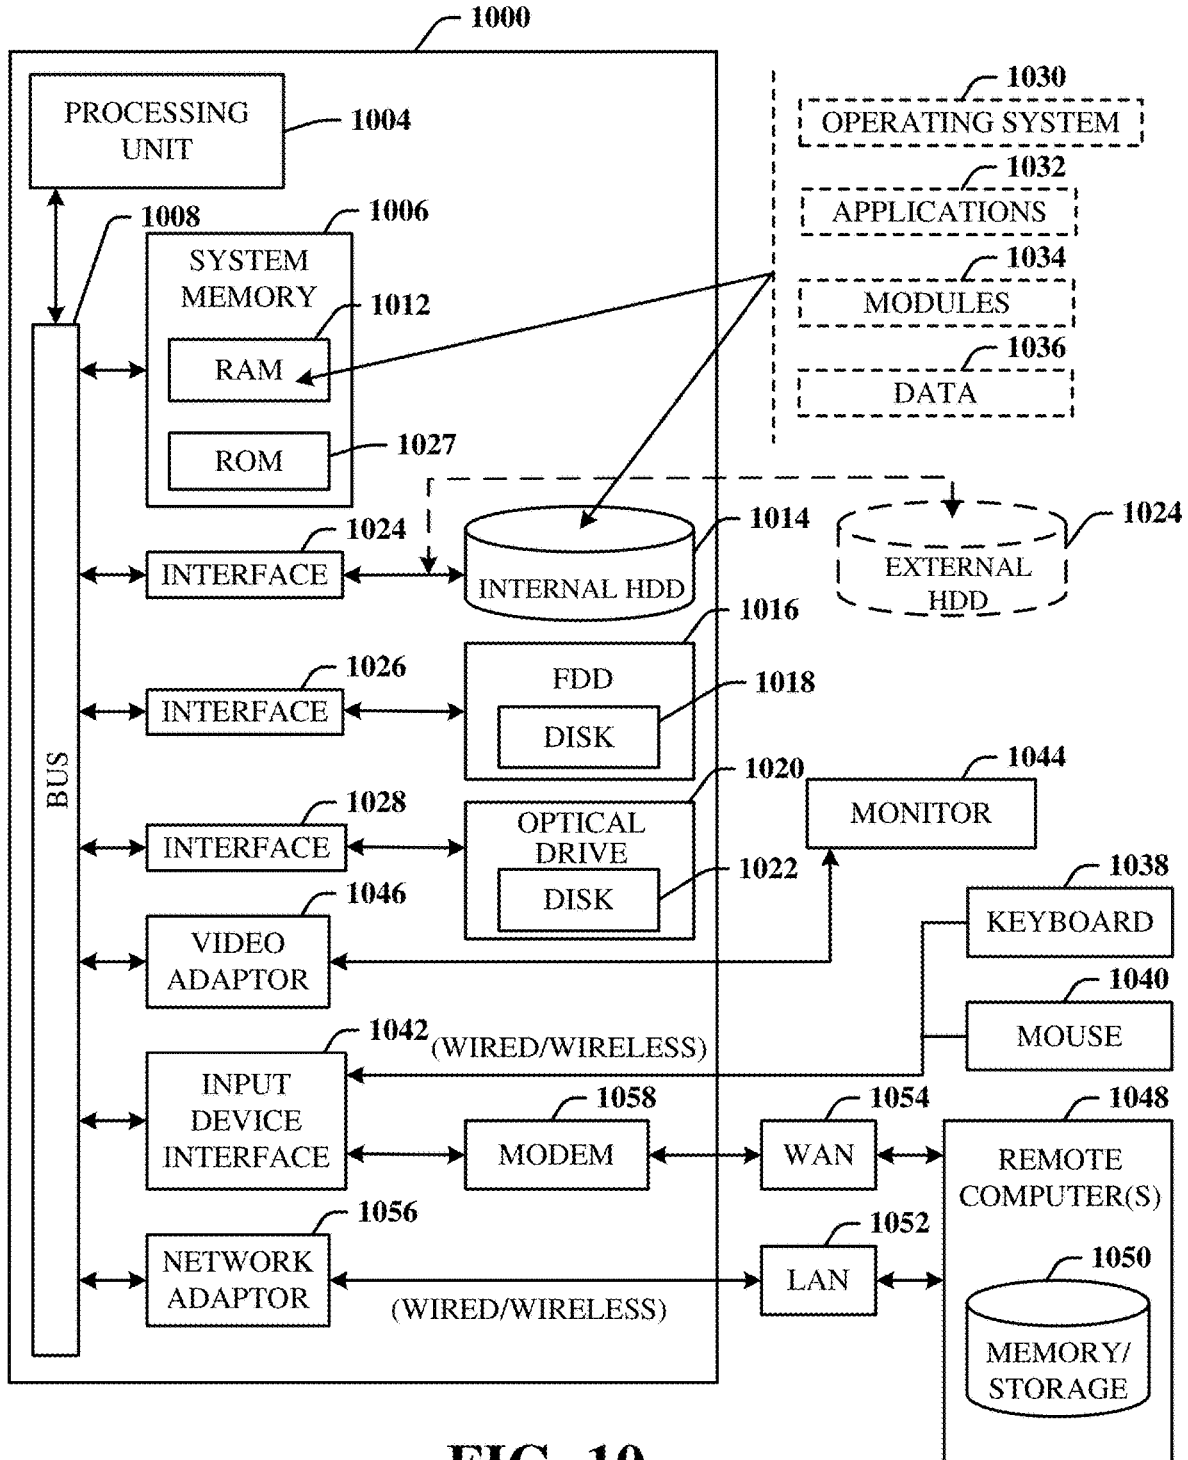 1000
PROCESSING
UNIT
1004
1030
OPERATING SYSTEM
1032
APPLICATIONS
1034
MODULES
1036
DATA
1008
1006
SYSTEM
MEMORY
1012
RAM
1027
ROM
1024
INTERFACE
1014
INTERNAL HDD
1024
EXTERNAL
HDD
1016
FDD
1018
DISK
1026
INTERFACE
BUS
1020
OPTICAL
DRIVE
1022
DISK
1028
INTERFACE
1044
MONITOR
1046
VIDEO
ADAPTOR
1038
KEYBOARD
1040
MOUSE
1042
(WIRED/WIRELESS)
INPUT
DEVICE
INTERFACE
1058
MODEM
1054
WAN
1048
REMOTE
COMPUTER(S)
1056
NETWORK
ADAPTOR
(WIRED/WIRELESS)
1052
LAN
1050
MEMORY/
STORAGE
FIG. 10